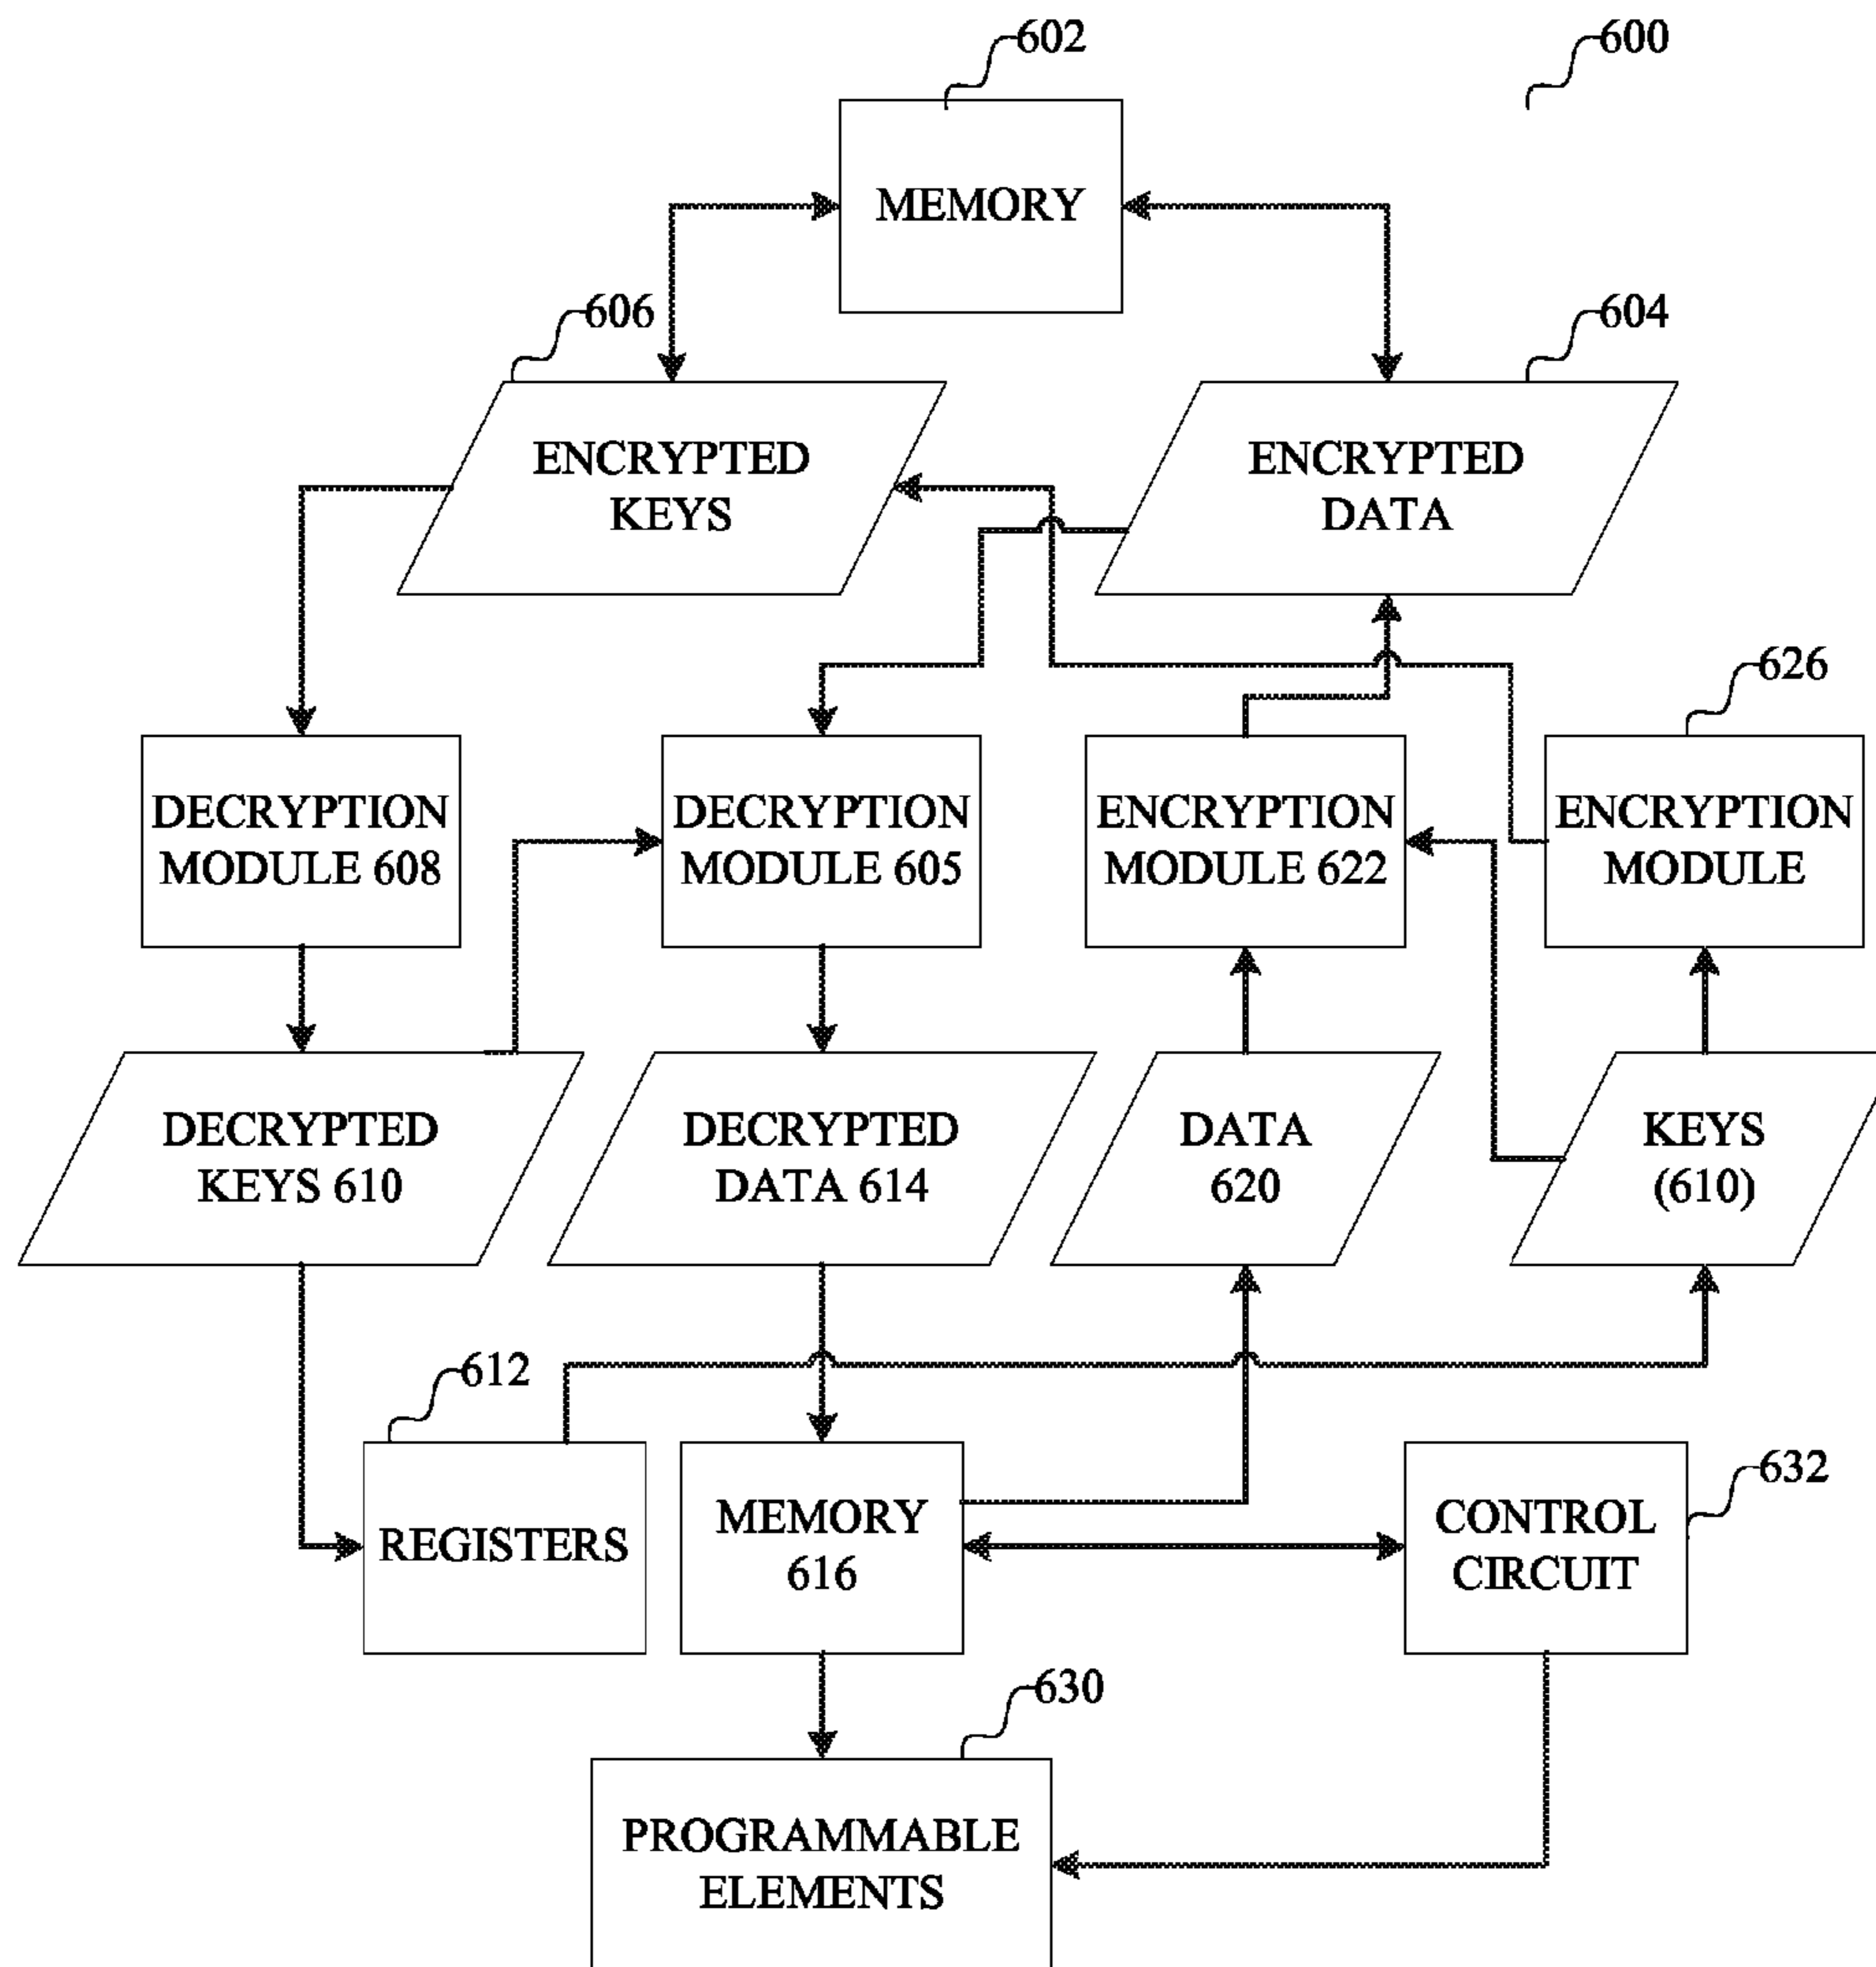 602
600
MEMORY
606
604
ENCRYPTED
KEYS
ENCRYPTED
DATA
626
DECRYPTION
MODULE 608
DECRYPTION
MODULE 605
ENCRYPTION
MODULE 622
ENCRYPTION
MODULE
DECRYPTED
KEYS 610
DECRYPTED
DATA 614
DATA
620
KEYS
(610)
612
REGISTERS
MEMORY
616
CONTROL
CIRCUIT
632
630
PROGRAMMABLE
ELEMENTS